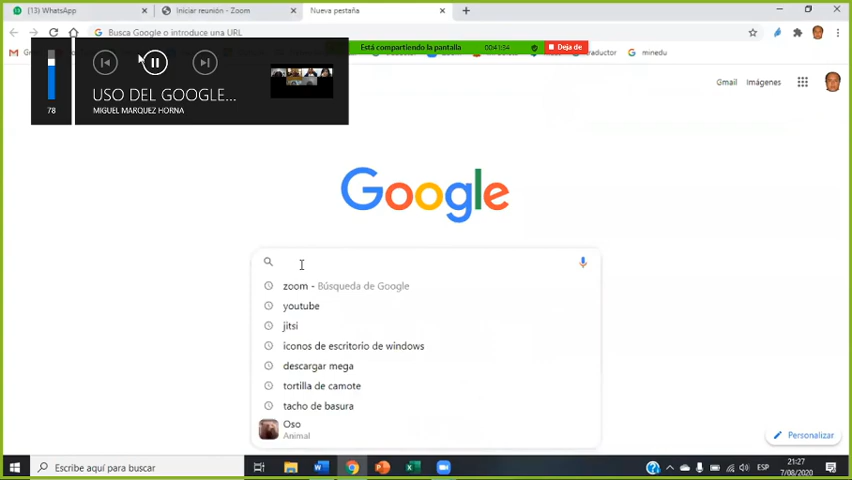 (13) WhatsApp
Iniciar reunión - Zoom
Nueva pestaña
Busca Google o introduce una URL
Está compartiendo la pantalla
00:41:34
Deja de
minedu
78
USO DEL GOOGLE...
MIGUEL MARQUEZ HORNA
Gmail
Imágenes
Google
zoom - Búsqueda de Google
youtube
jitsi
iconos de escritorio de windows
descargar mega
tortilla de camote
tacho de basura
Oso
Animal
Personalizar
Escribe aquí para buscar
ESP
21:27
7/08/2020